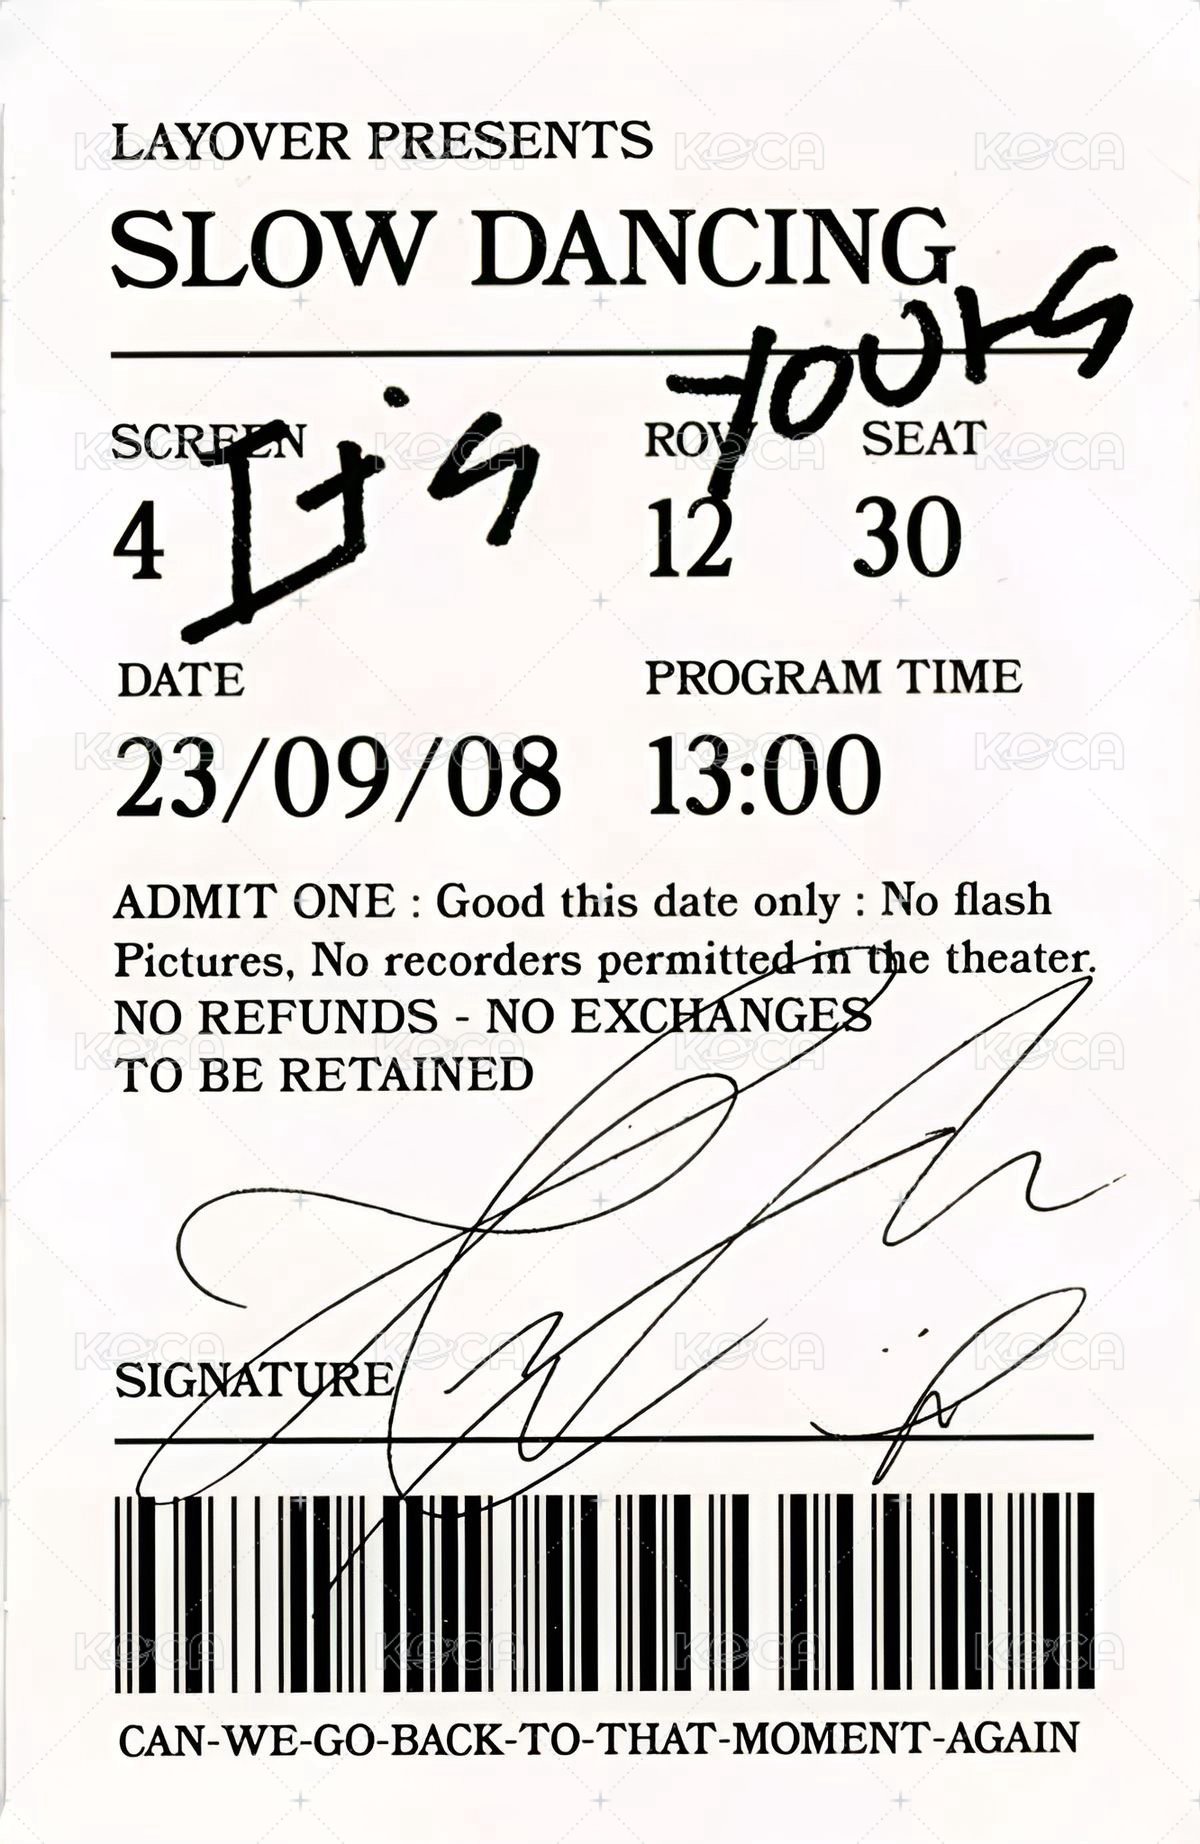 LAYOVER PRESENTS
SLOW DANCING
It's yours
SCREEN ROW SEAT
4 12 30
DATE PROGRAM TIME
23/09/08 13:00
ADMIT ONE : Good this date only : No flash
Pictures, No recorders permitted in the theater.
NO REFUNDS - NO EXCHANGES
TO BE RETAINED
SIGNATURE
CAN-WE-GO-BACK-TO-THAT-MOMENT-AGAIN
KOCA